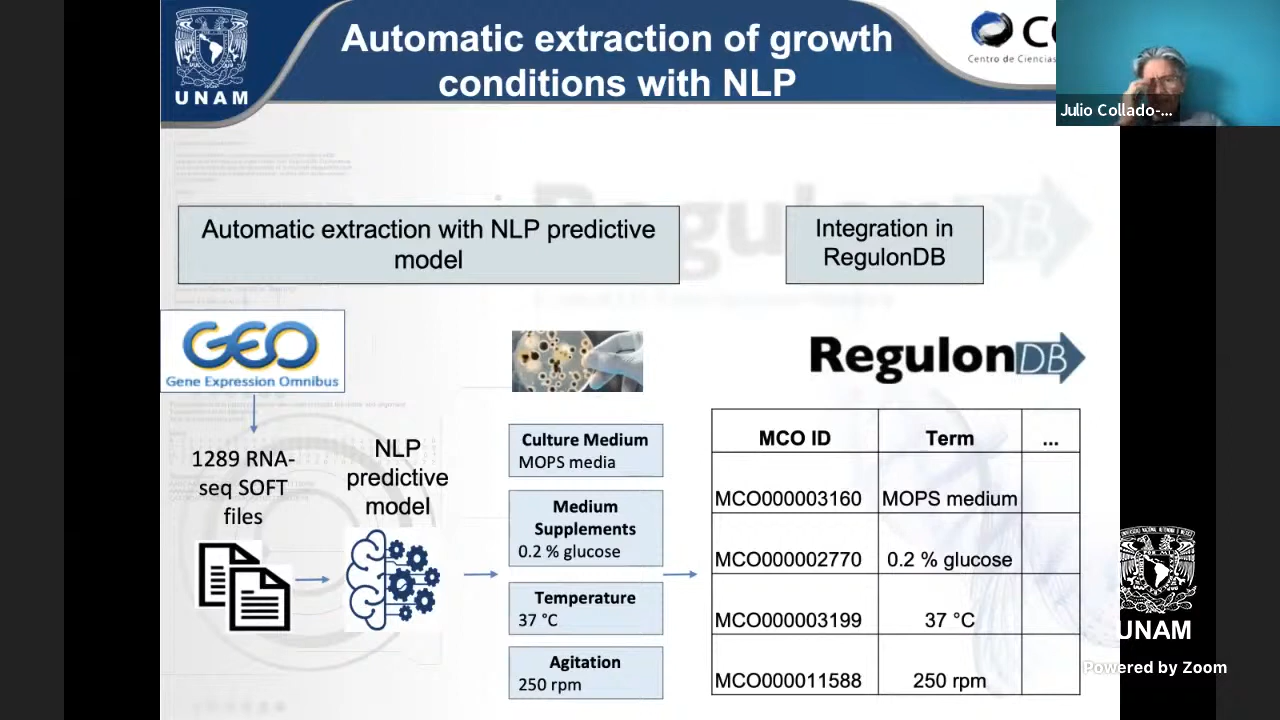 UNAM
Automatic extraction of growth
conditions with NLP
Centro de Ciencias
Julio Collado-...
Automatic extraction with NLP predictive
model
Integration in
RegulonDB
GEO
Gene Expression Omnibus
RegulonDB
1289 RNA-
seq SOFT
files
NLP
predictive
model
Culture Medium
MOPS media
Medium
Supplements
0.2 % glucose
Temperature
37 °C
Agitation
250 rpm
MCO ID Term ...
MCO000003160 MOPS medium
MCO000002770 0.2 % glucose
MCO000003199 37 °C
MCO000011588 250 rpm
UNAM
Powered by Zoom